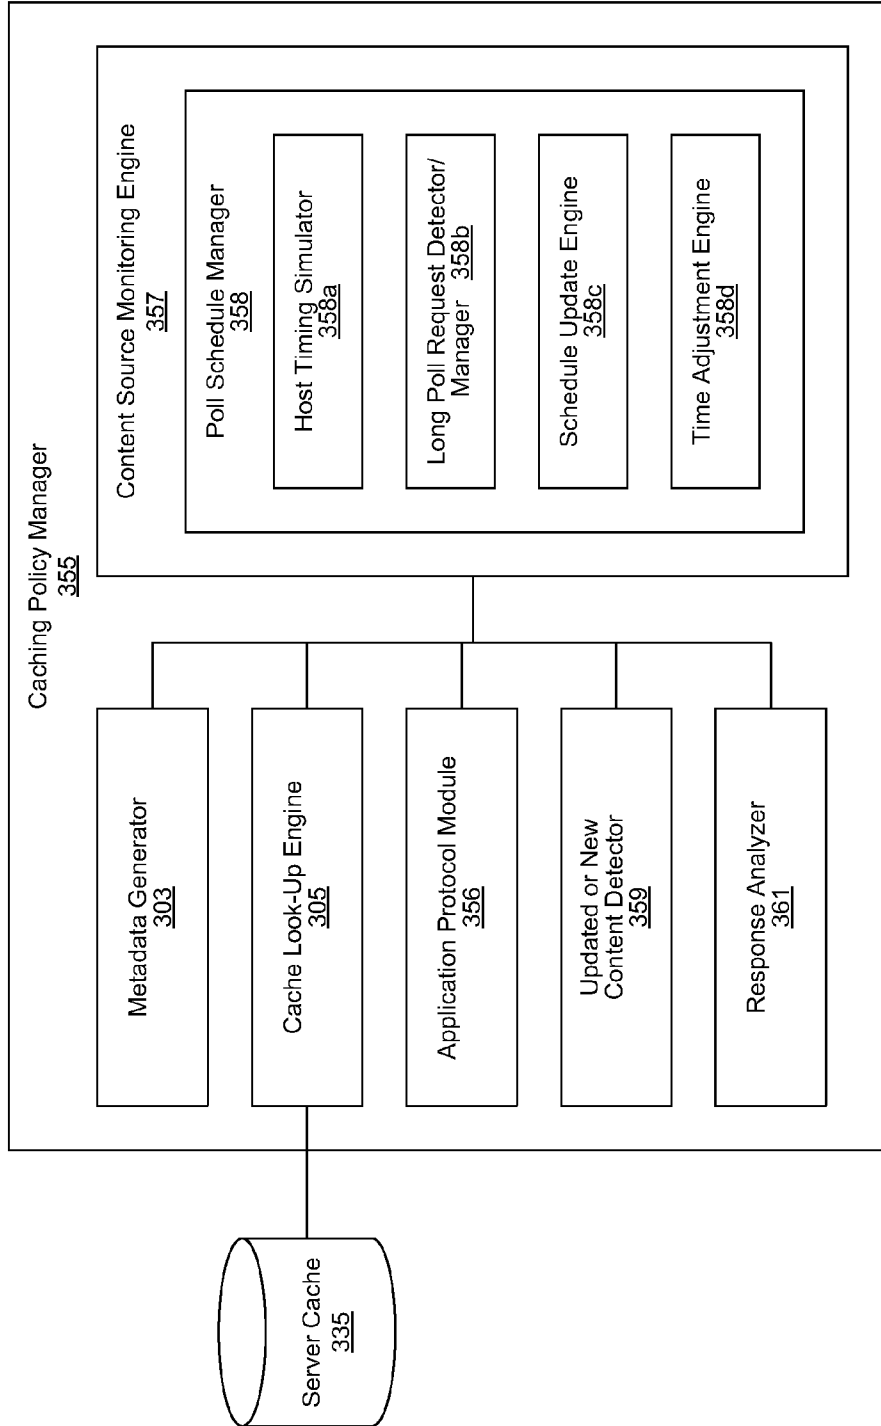 Caching Policy Manager
355
Server Cache
335
Metadata Generator
303
Cache Look-Up Engine
305
Application Protocol Module
356
Updated or New
Content Detector
359
Response Analyzer
361
Content Source Monitoring Engine
357
Poll Schedule Manager
358
Host Timing Simulator
358a
Long Poll Request Detector/
Manager 358b
Schedule Update Engine
358c
Time Adjustment Engine
358d